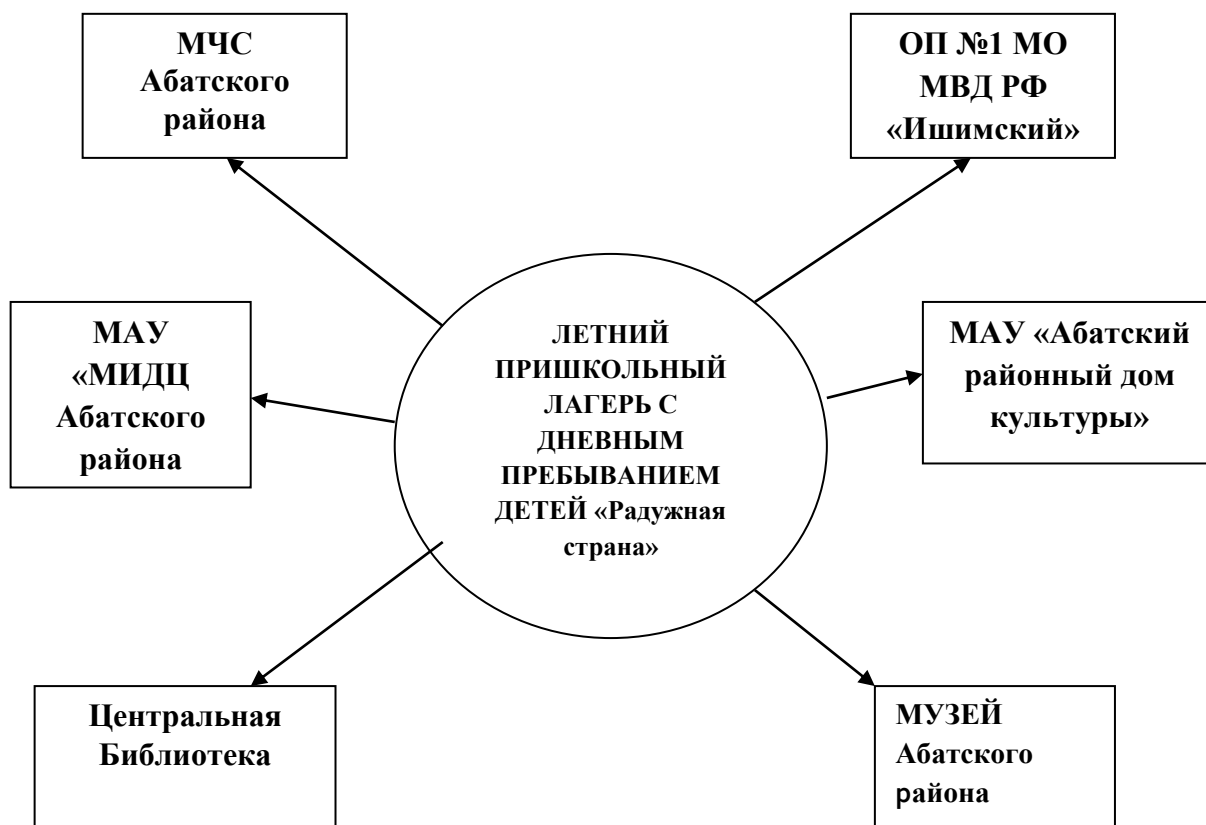 МЧС
Абатского
района
ОП №1 МО
МВД РФ
«Ишимский»
МАУ
«МИДЦ
Абатского
района
ЛЕТНИЙ
ПРИШКОЛЬНЫЙ
ЛАГЕРЬ С
ДНЕВНЫМ
ПРЕБЫВАНИЕМ
ДЕТЕЙ «Радужная
страна»
МАУ «Абатский
районный дом
культуры»
Центральная
Библиотека
МУЗЕЙ
Абатского
района